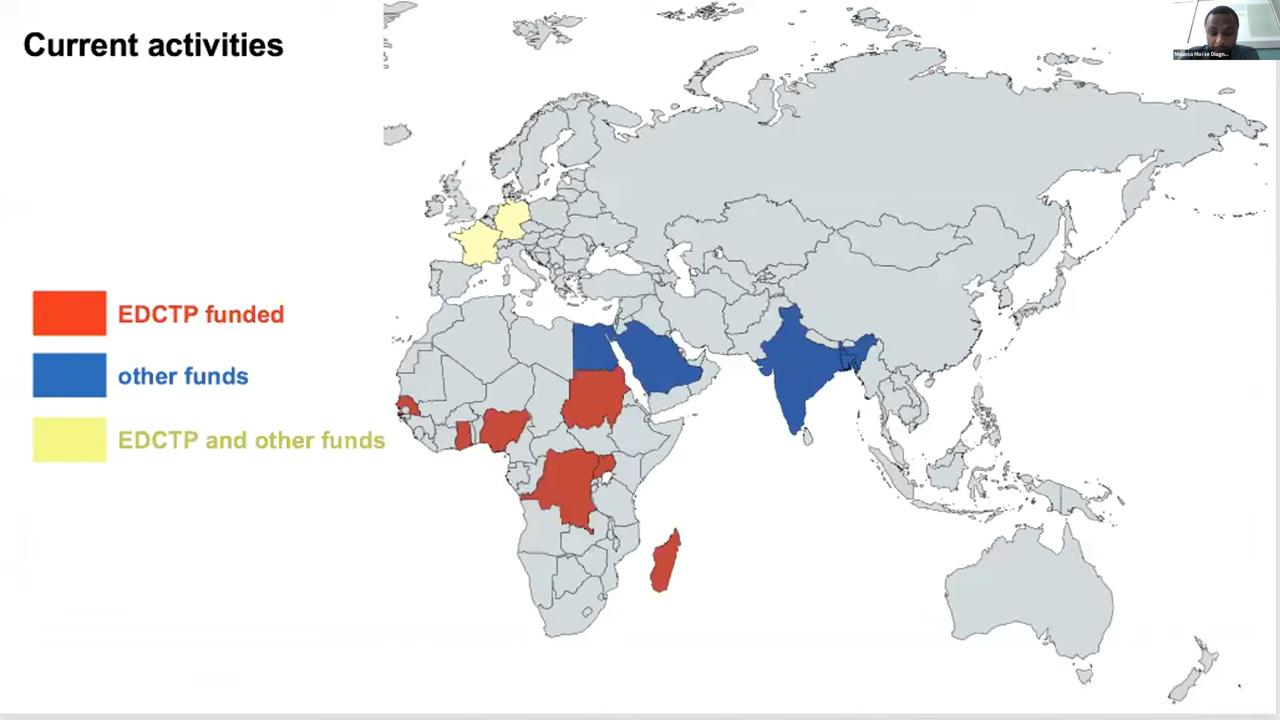 Current activities
EDCTP funded
other funds
EDCTP and other funds